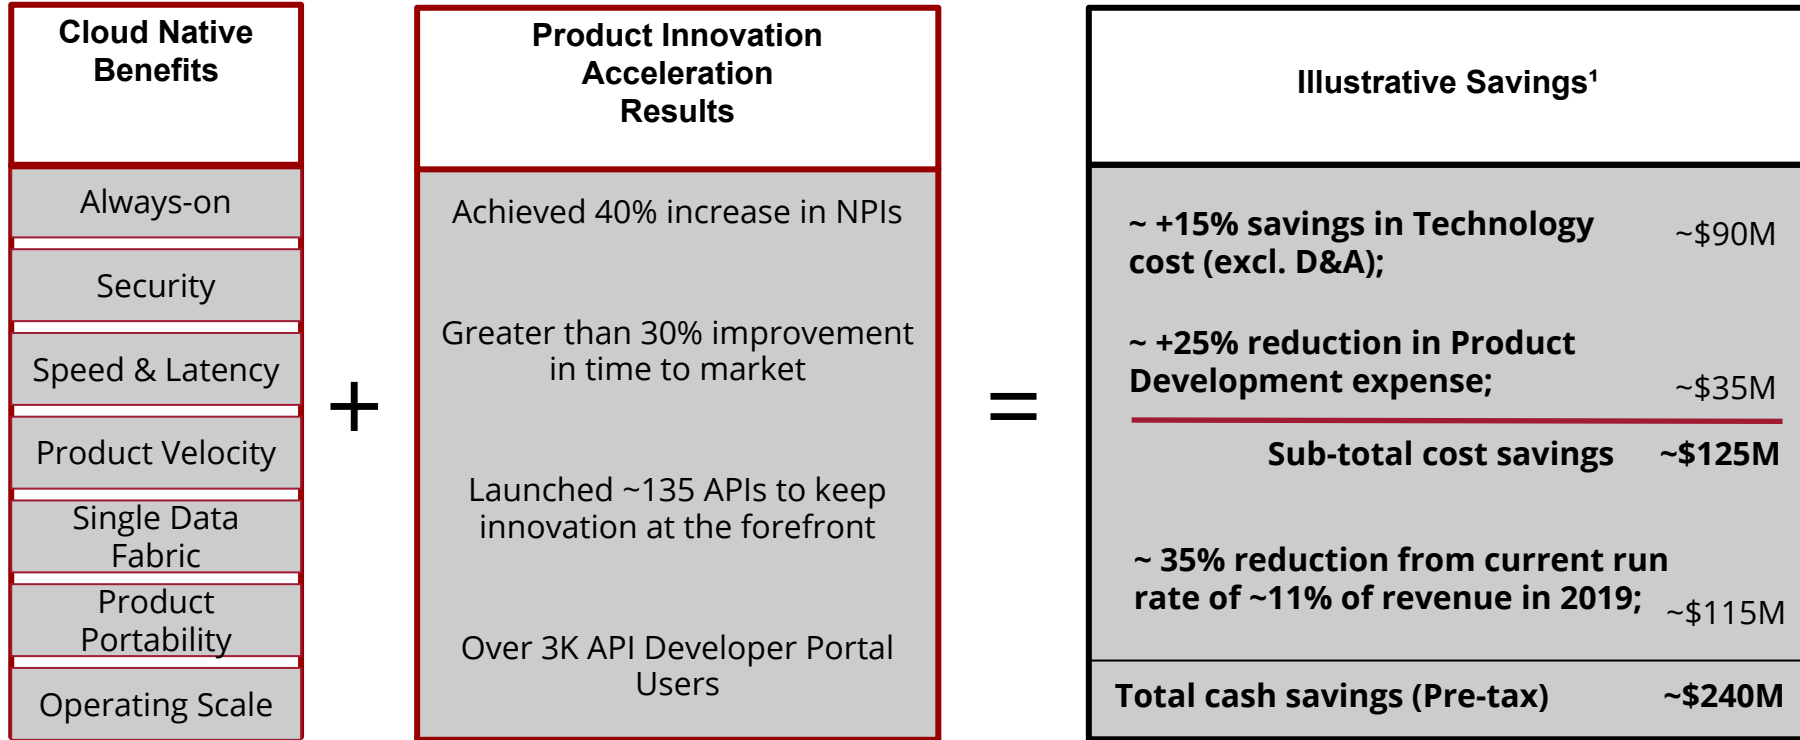 Cloud Native
Benefits
Always-on
Security
Speed & Latency
Product Velocity
Single Data
Fabric
Product
Portability
Operating Scale
+
Product Innovation
Acceleration
Results
Achieved 40% increase in NPIs
Greater than 30% improvement
in time to market
Launched ~135 APIs to keep
innovation at the forefront
Over 3K API Developer Portal
Users
=
Illustrative Savings¹
~ +15% savings in Technology
cost (excl. D&A);
~$90M
~ +25% reduction in Product
Development expense;
~$35M
Sub-total cost savings ~$125M
~ 35% reduction from current run
rate of ~11% of revenue in 2019;
~$115M
Total cash savings (Pre-tax) ~$240M